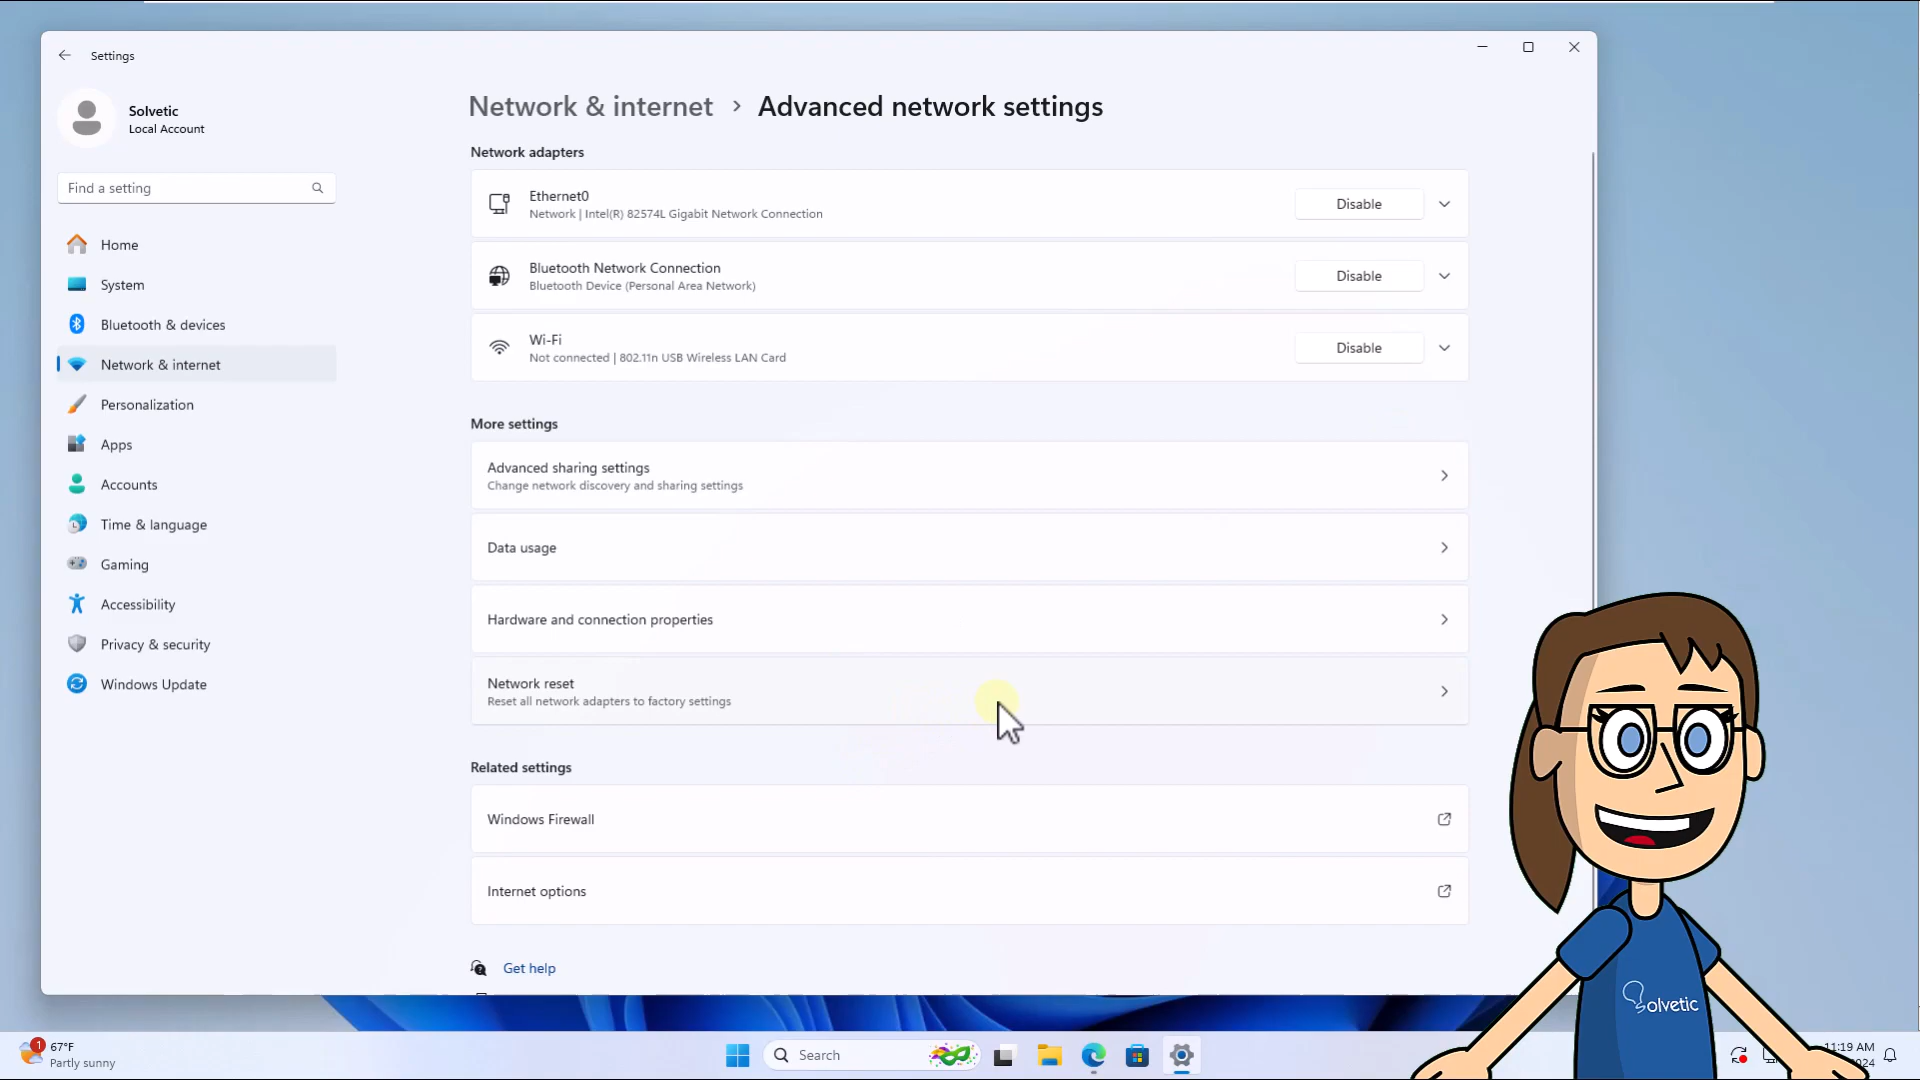 Settings
Solvetic
Local Account
Find a setting
Home
System
Bluetooth & devices
Network & internet
Personalization
Apps
Accounts
Time & language
Gaming
Accessibility
Privacy & security
Windows Update
Network & internet > Advanced network settings
Network adapters
Ethernet0
Network | Intel(R) 82574L Gigabit Network Connection
Disable
Bluetooth Network Connection
Bluetooth Device (Personal Area Network)
Disable
Wi-Fi
Not connected | 802.11n USB Wireless LAN Card
Disable
More settings
Advanced sharing settings
Change network discovery and sharing settings
Data usage
Hardware and connection properties
Network reset
Reset all network adapters to factory settings
Related settings
Windows Firewall
Internet options
Get help
Solvetic
1
67°F
Partly sunny
Search
11:19 AM